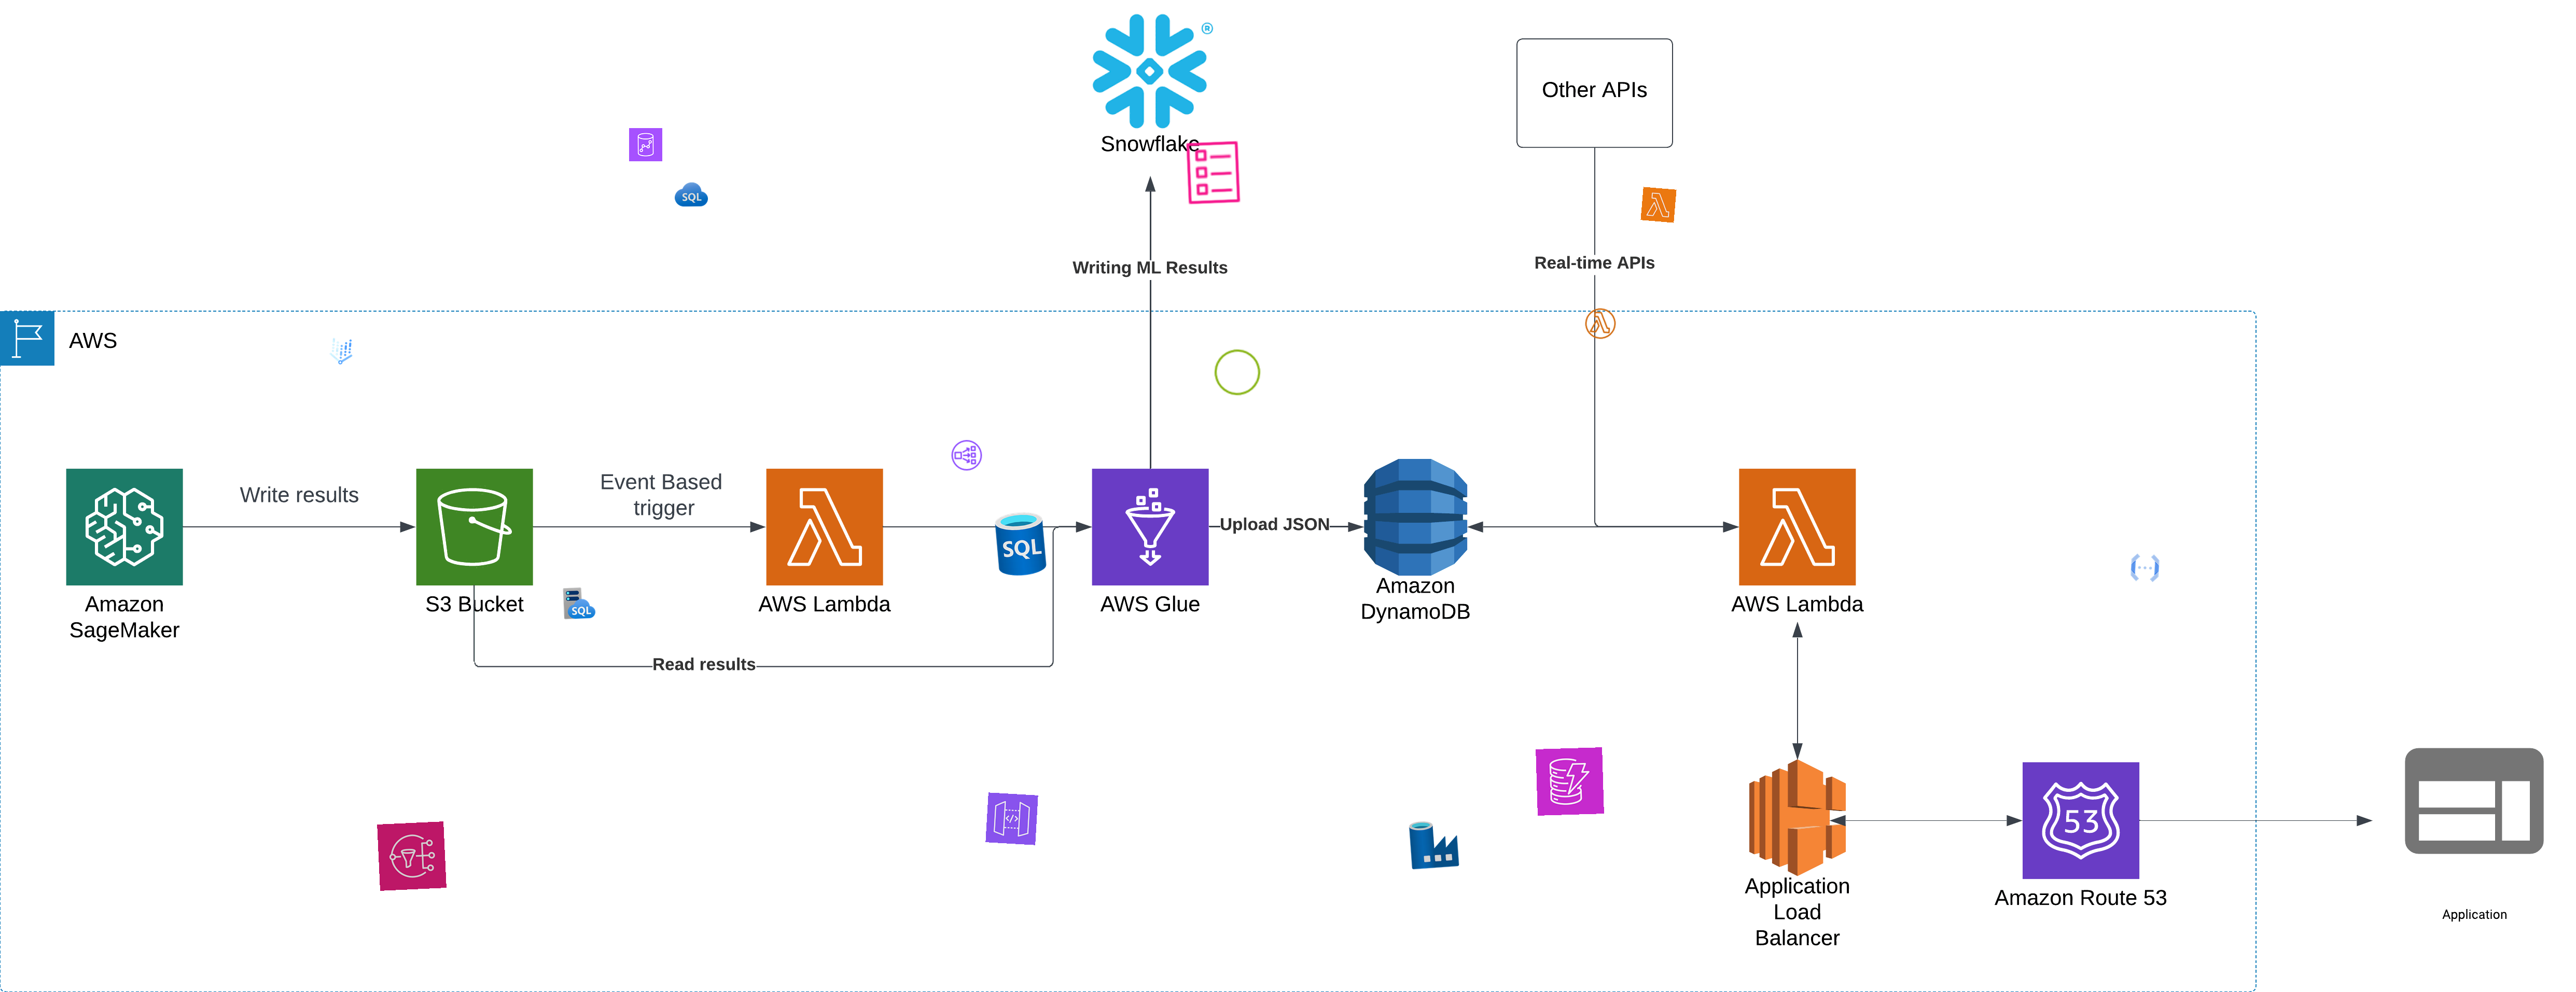 ®
Snowflake
Other APIs
SQL
Writing ML Results
Real-time APIs
AWS
Write results
Event Based
trigger
SQL
Upload JSON
Amazon
SageMaker
S3 Bucket
SQL
AWS Lambda
AWS Glue
Amazon
DynamoDB
AWS Lambda
Read results
53
Application
Load
Balancer
Amazon Route 53
Application